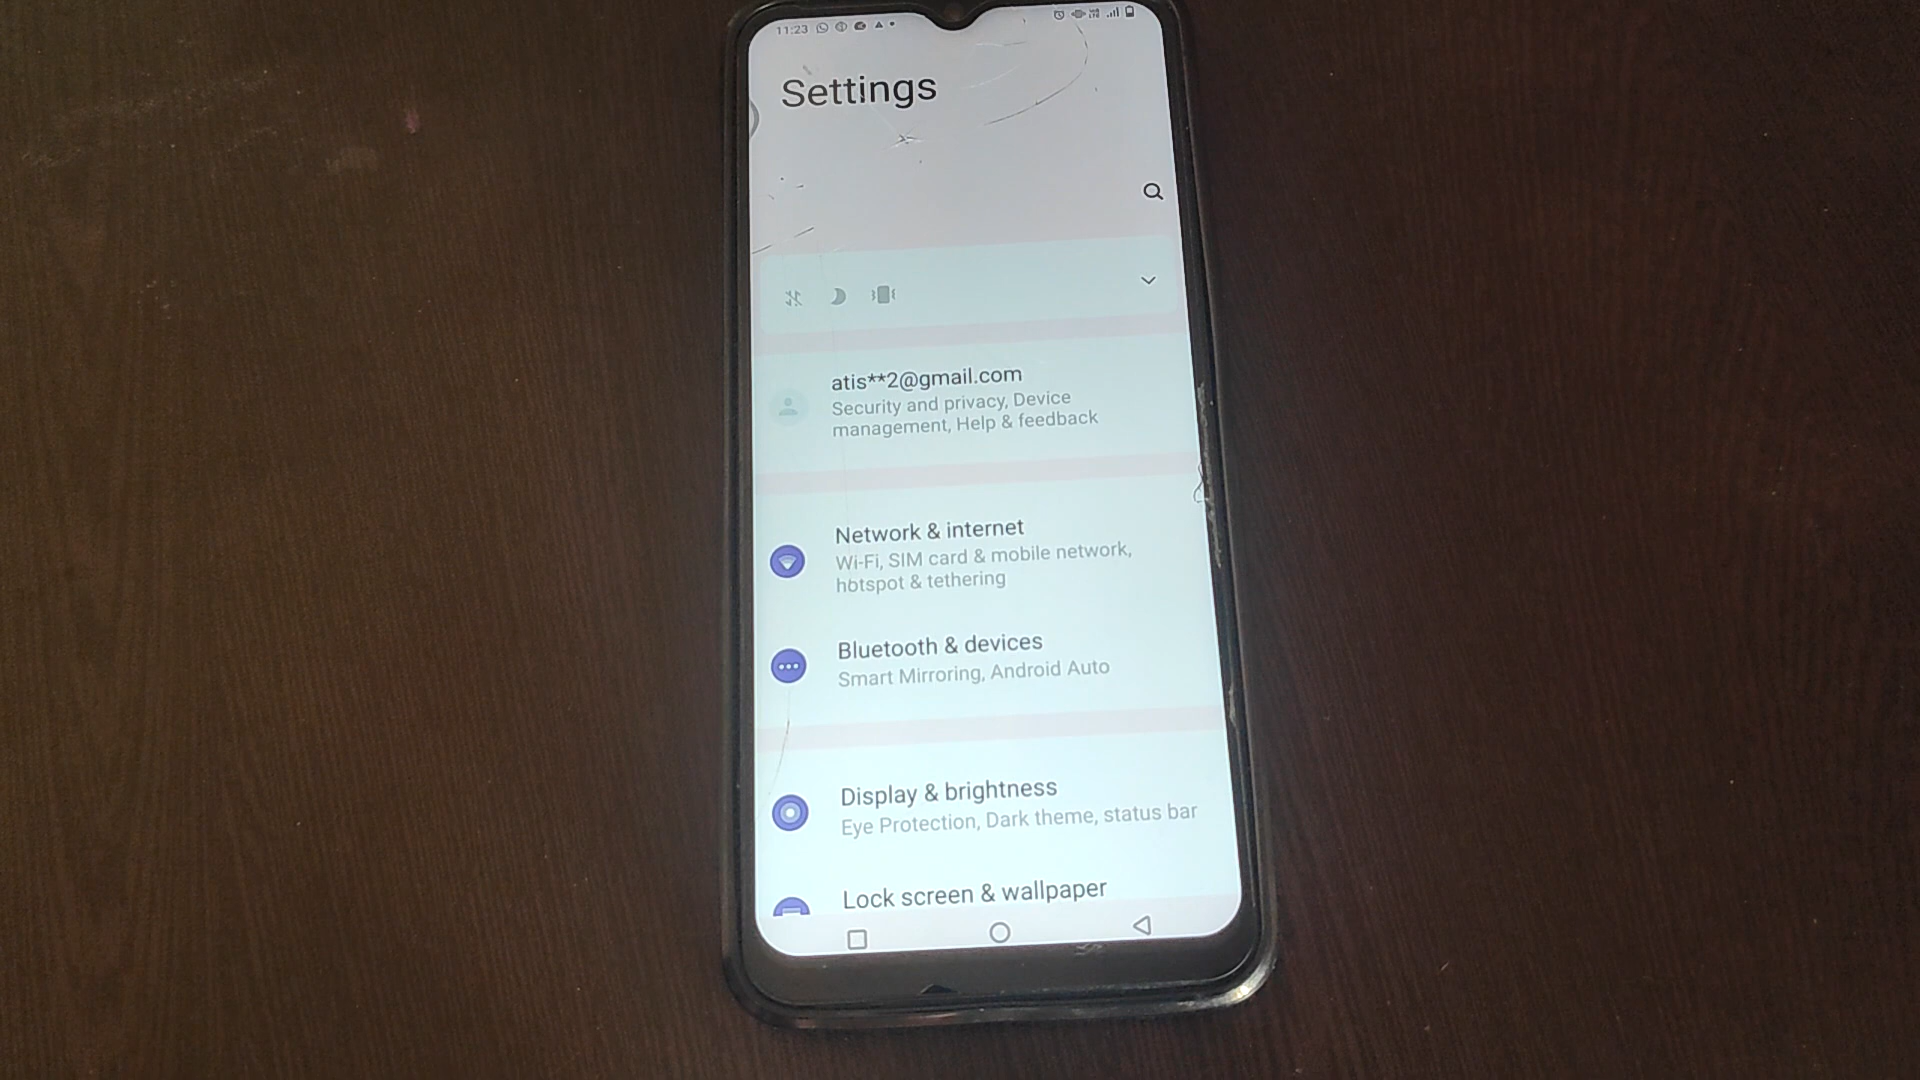 11:23
Settings
atis**2@gmail.com
Security and privacy, Device
management, Help & feedback
Network & internet
Wi-Fi, SIM card & mobile network,
hotspot & tethering
Bluetooth & devices
Smart Mirroring, Android Auto
Display & brightness
Eye Protection, Dark theme, status bar
Lock screen & wallpaper